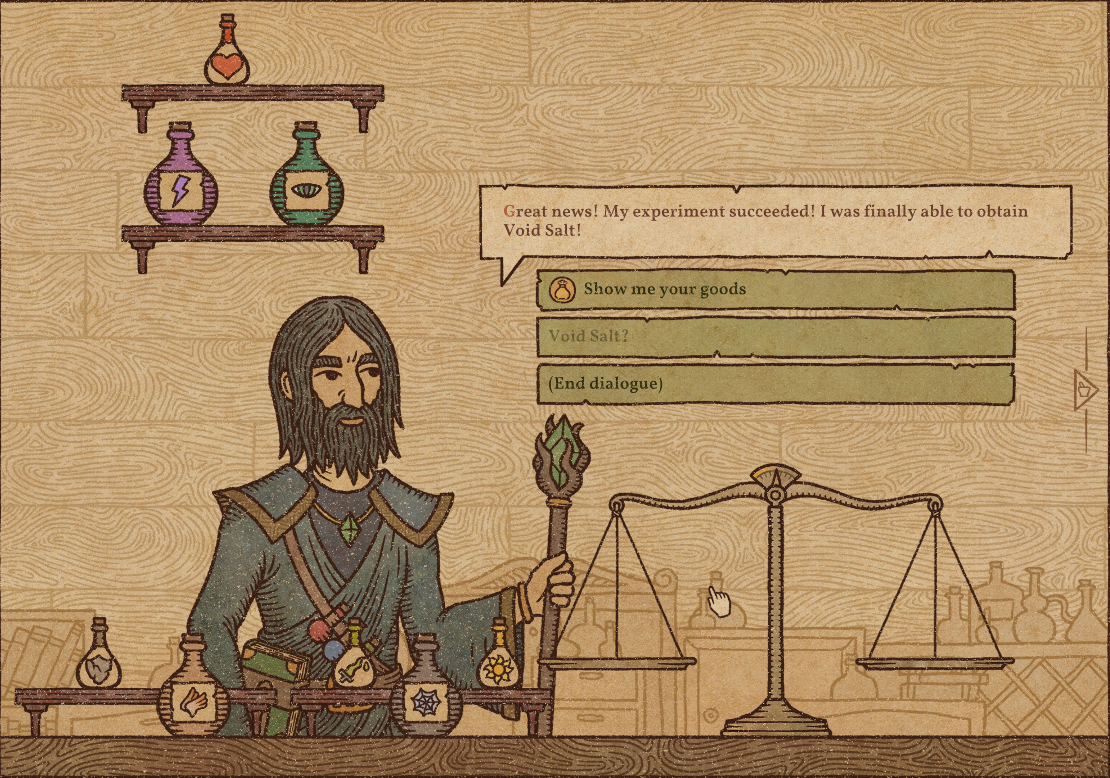 Great news! My experiment succeeded! I was finally able to obtain
Void Salt!
Show me your goods
Void Salt?
(End dialogue)